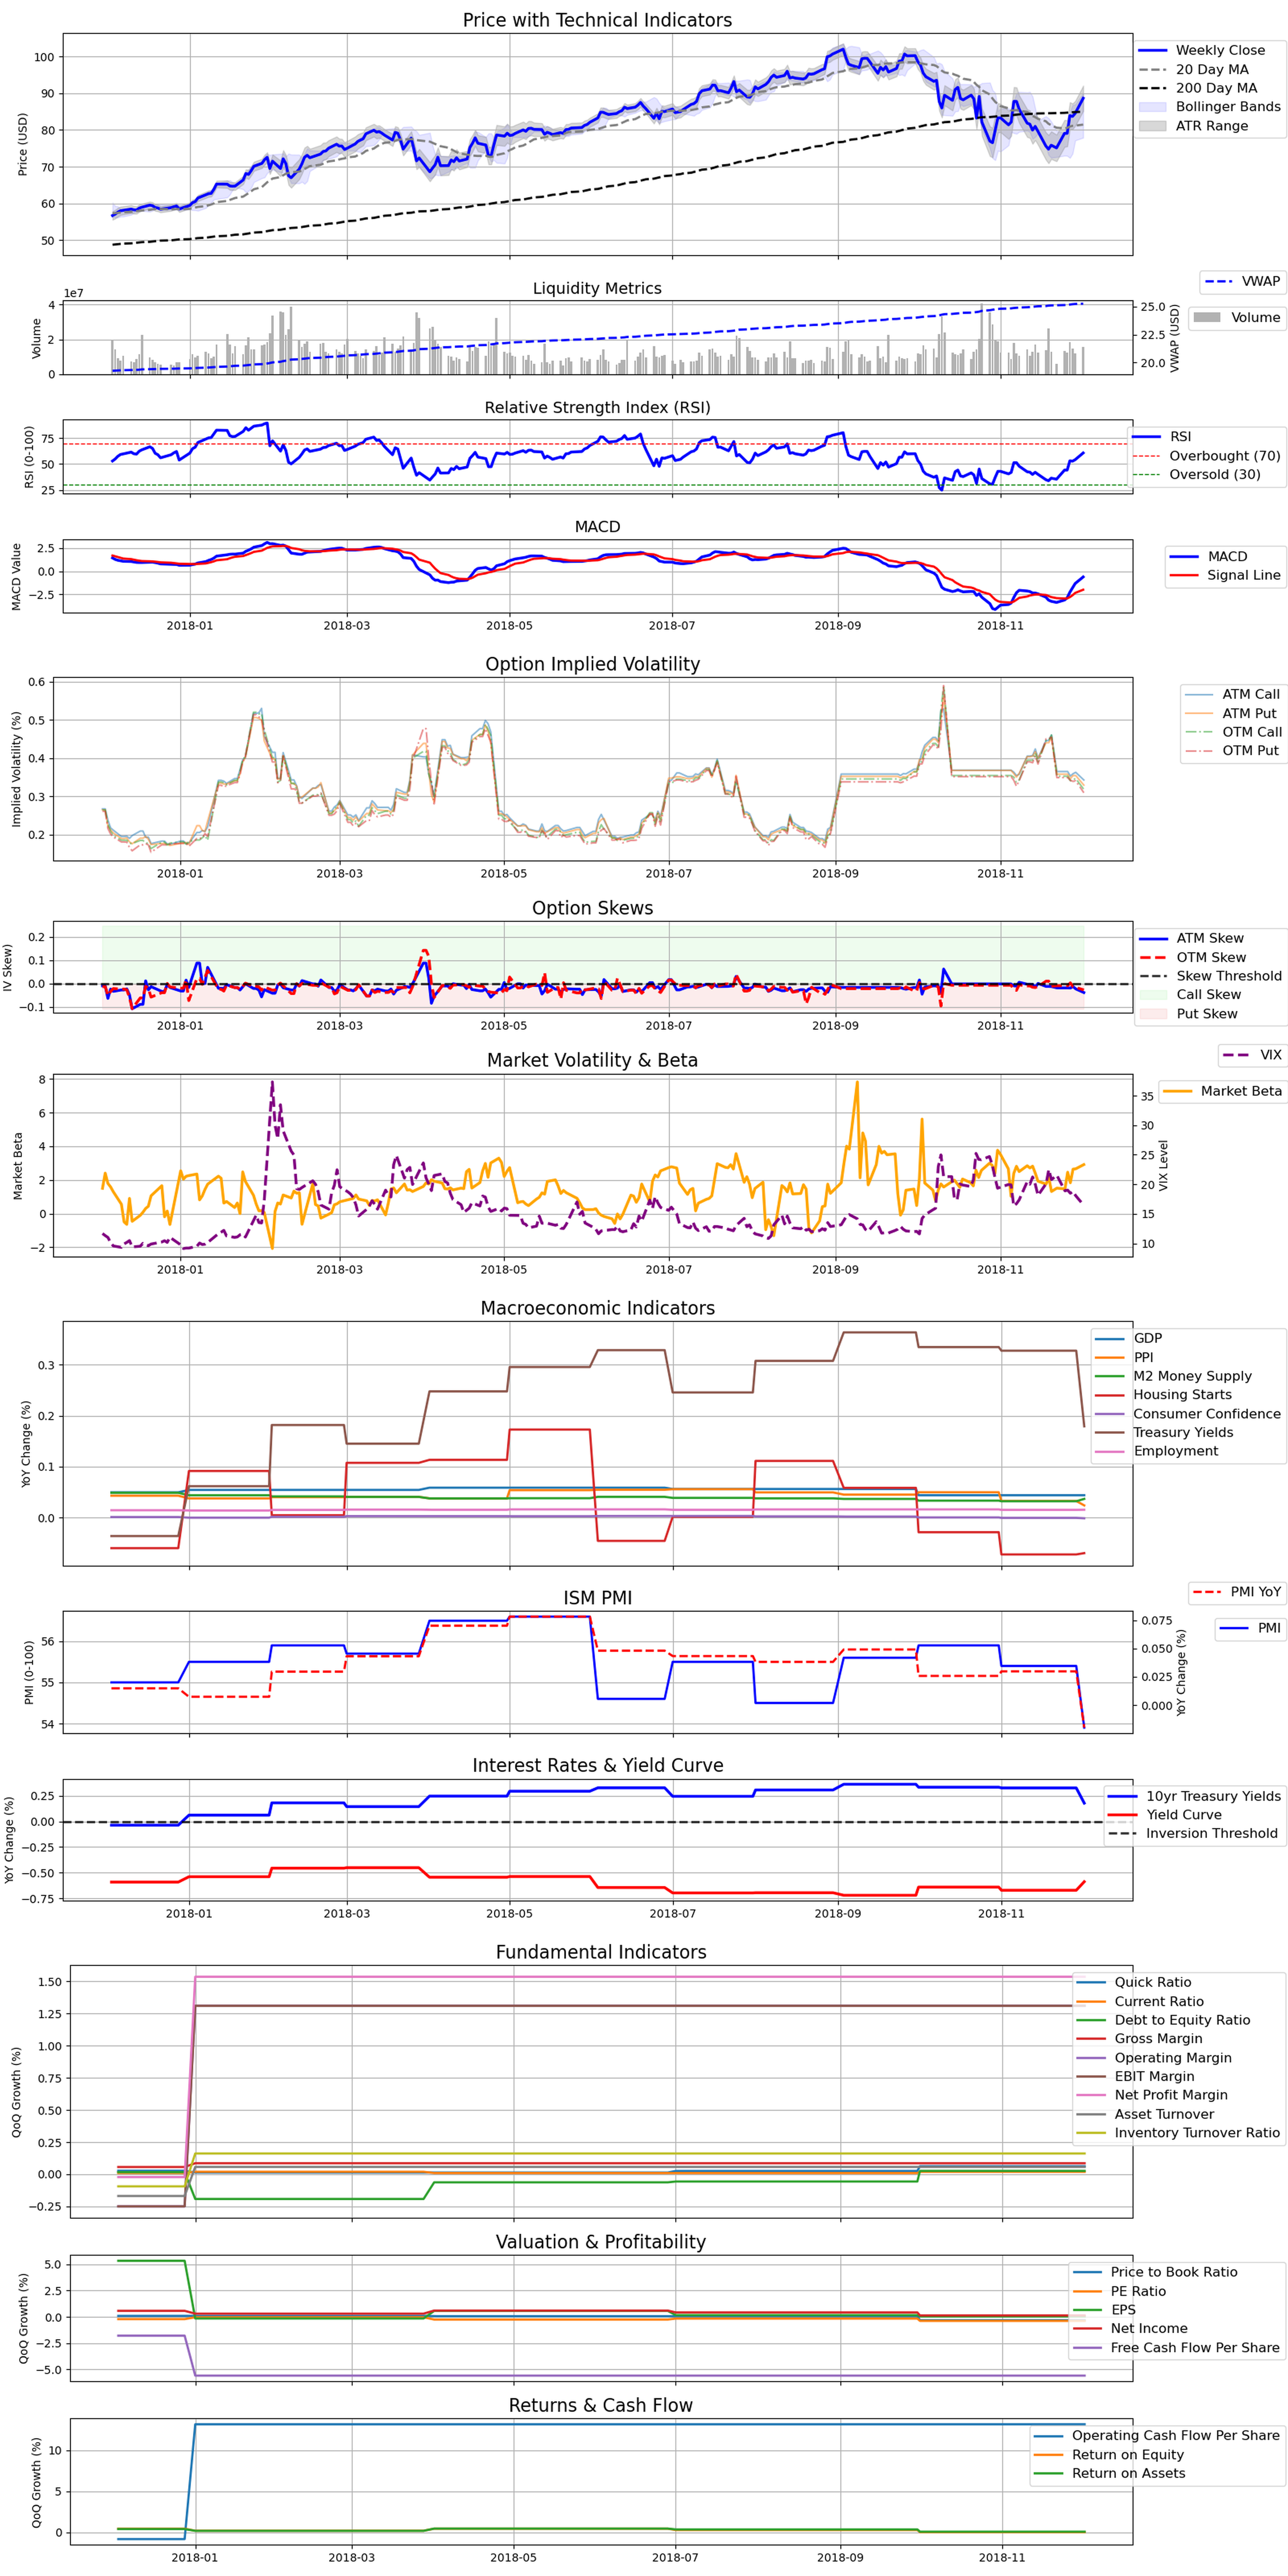 Price with Technical Indicators
Price (USD)
100
90
80
70
60
50
Weekly Close
20 Day MA
200 Day MA
Bollinger Bands
ATR Range
Liquidity Metrics
1e7
Volume
4
2
0
25.0
22.5
20.0
VWAP (USD)
VWAP
Volume
Relative Strength Index (RSI)
RSI (0-100)
75
50
25
RSI
Overbought (70)
Oversold (30)
MACD
MACD Value
2.5
0.0
−2.5
MACD
Signal Line
2018-01 2018-03 2018-05 2018-07 2018-09 2018-11
Option Implied Volatility
Implied Volatility (%)
0.6
0.5
0.4
0.3
0.2
ATM Call
ATM Put
OTM Call
OTM Put
2018-01 2018-03 2018-05 2018-07 2018-09 2018-11
Option Skews
IV Skew)
0.2
0.1
0.0
−0.1
ATM Skew
OTM Skew
Skew Threshold
Call Skew
Put Skew
2018-01 2018-03 2018-05 2018-07 2018-09 2018-11
Market Volatility & Beta
Market Beta
8
6
4
2
0
−2
35
30
25
20
15
10
VIX Level
VIX
Market Beta
2018-01 2018-03 2018-05 2018-07 2018-09 2018-11
Macroeconomic Indicators
YoY Change (%)
0.3
0.2
0.1
0.0
GDP
PPI
M2 Money Supply
Housing Starts
Consumer Confidence
Treasury Yields
Employment
ISM PMI
PMI (0-100)
56
55
54
0.075
0.050
0.025
0.000
YoY Change (%)
PMI YoY
PMI
Interest Rates & Yield Curve
YoY Change (%)
0.25
0.00
−0.25
−0.50
−0.75
10yr Treasury Yields
Yield Curve
Inversion Threshold
2018-01 2018-03 2018-05 2018-07 2018-09 2018-11
Fundamental Indicators
QoQ Growth (%)
1.50
1.25
1.00
0.75
0.50
0.25
0.00
−0.25
Quick Ratio
Current Ratio
Debt to Equity Ratio
Gross Margin
Operating Margin
EBIT Margin
Net Profit Margin
Asset Turnover
Inventory Turnover Ratio
Valuation & Profitability
QoQ Growth (%)
5.0
2.5
0.0
−2.5
−5.0
Price to Book Ratio
PE Ratio
EPS
Net Income
Free Cash Flow Per Share
Returns & Cash Flow
QoQ Growth (%)
10
5
0
Operating Cash Flow Per Share
Return on Equity
Return on Assets
2018-01 2018-03 2018-05 2018-07 2018-09 2018-11